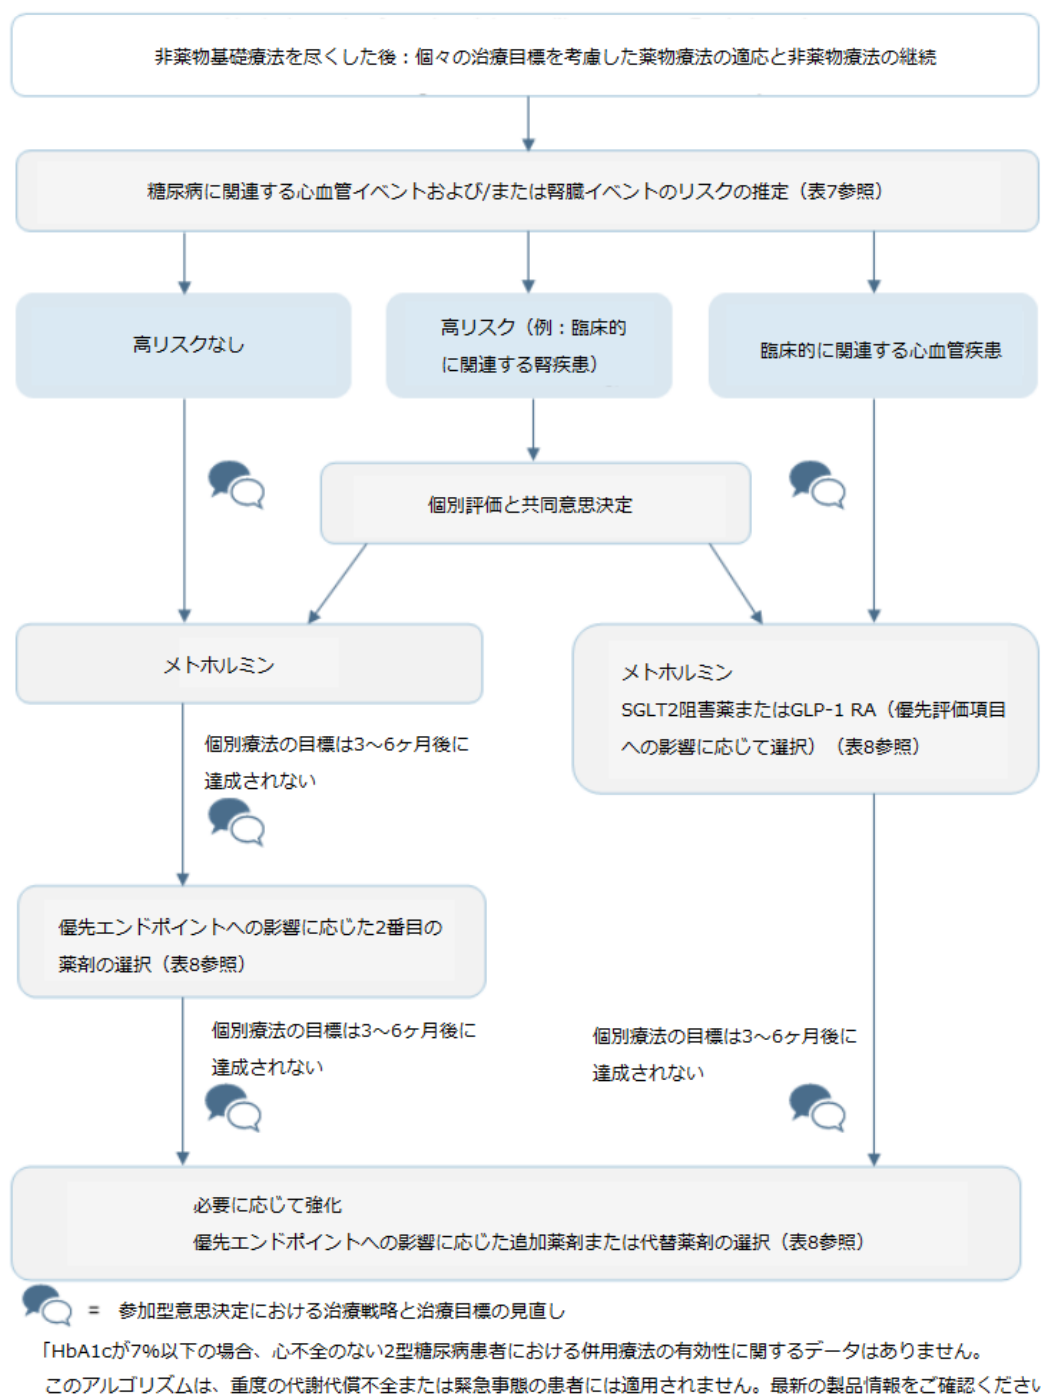 非薬物基礎療法を尽くした後：個々の治療目標を考慮した薬物療法の適応と非薬物療法の継続
糖尿病に関連する心血管イベントおよび/または腎臓イベントのリスクの推定（表7参照）
高リスクなし
高リスク（例：臨床的
に関連する腎疾患）
臨床的に関連する心血管疾患
個別評価と共同意思決定
メトホルミン
メトホルミン
SGLT2阻害薬またはGLP-1 RA（優先評価項目
への影響に応じて選択）（表8参照）
個別療法の目標は3～6ヶ月後に
達成されない
優先エンドポイントへの影響に応じた2番目の
薬剤の選択（表8参照）
個別療法の目標は3～6ヶ月後に
達成されない
個別療法の目標は3～6ヶ月後に
達成されない
必要に応じて強化
優先エンドポイントへの影響に応じた追加薬剤または代替薬剤の選択（表8参照）
= 参加型意思決定における治療戦略と治療目標の見直し
「HbA1cが7%以下の場合、心不全のない2型糖尿病患者における併用療法の有効性に関するデータはありません。
このアルゴリズムは、重度の代謝代償不全または緊急事態の患者には適用されません。最新の製品情報をご確認ください